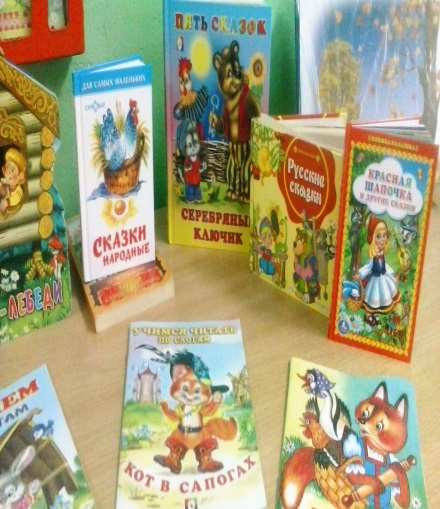 ПЯТЬ СКАЗОК
СЕРЕБРЯНЫЙ
КЛЮЧИК
ДЛЯ САМЫХ МАЛЕНЬКИХ
СКАЗКИ
НАРОДНЫЕ
Русские
сказки
КРАСНАЯ
ШАПОЧКА
И ДРУГИЕ СКАЗКИ
ЛЕБЕДИ
УЧИМСЯ ЧИТАТЬ
ПО СЛОГАМ
КОТ В САПОГАХ